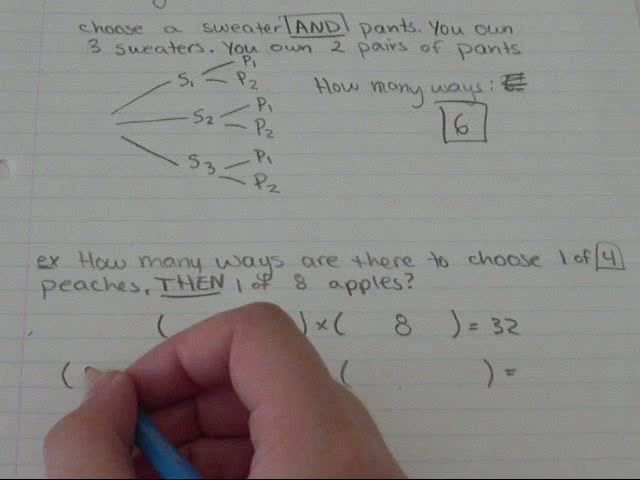 choose a sweater AND pants. You own
3 sweaters. You own 2 pairs of pants
S1 P1 P2
How many ways:
6
S2 P1 P2
S3 P1 P2
ex How many ways are there to choose 1 of 4
peaches, THEN 1 of 8 apples?
( ) × ( 8 ) = 32
( ( ) =